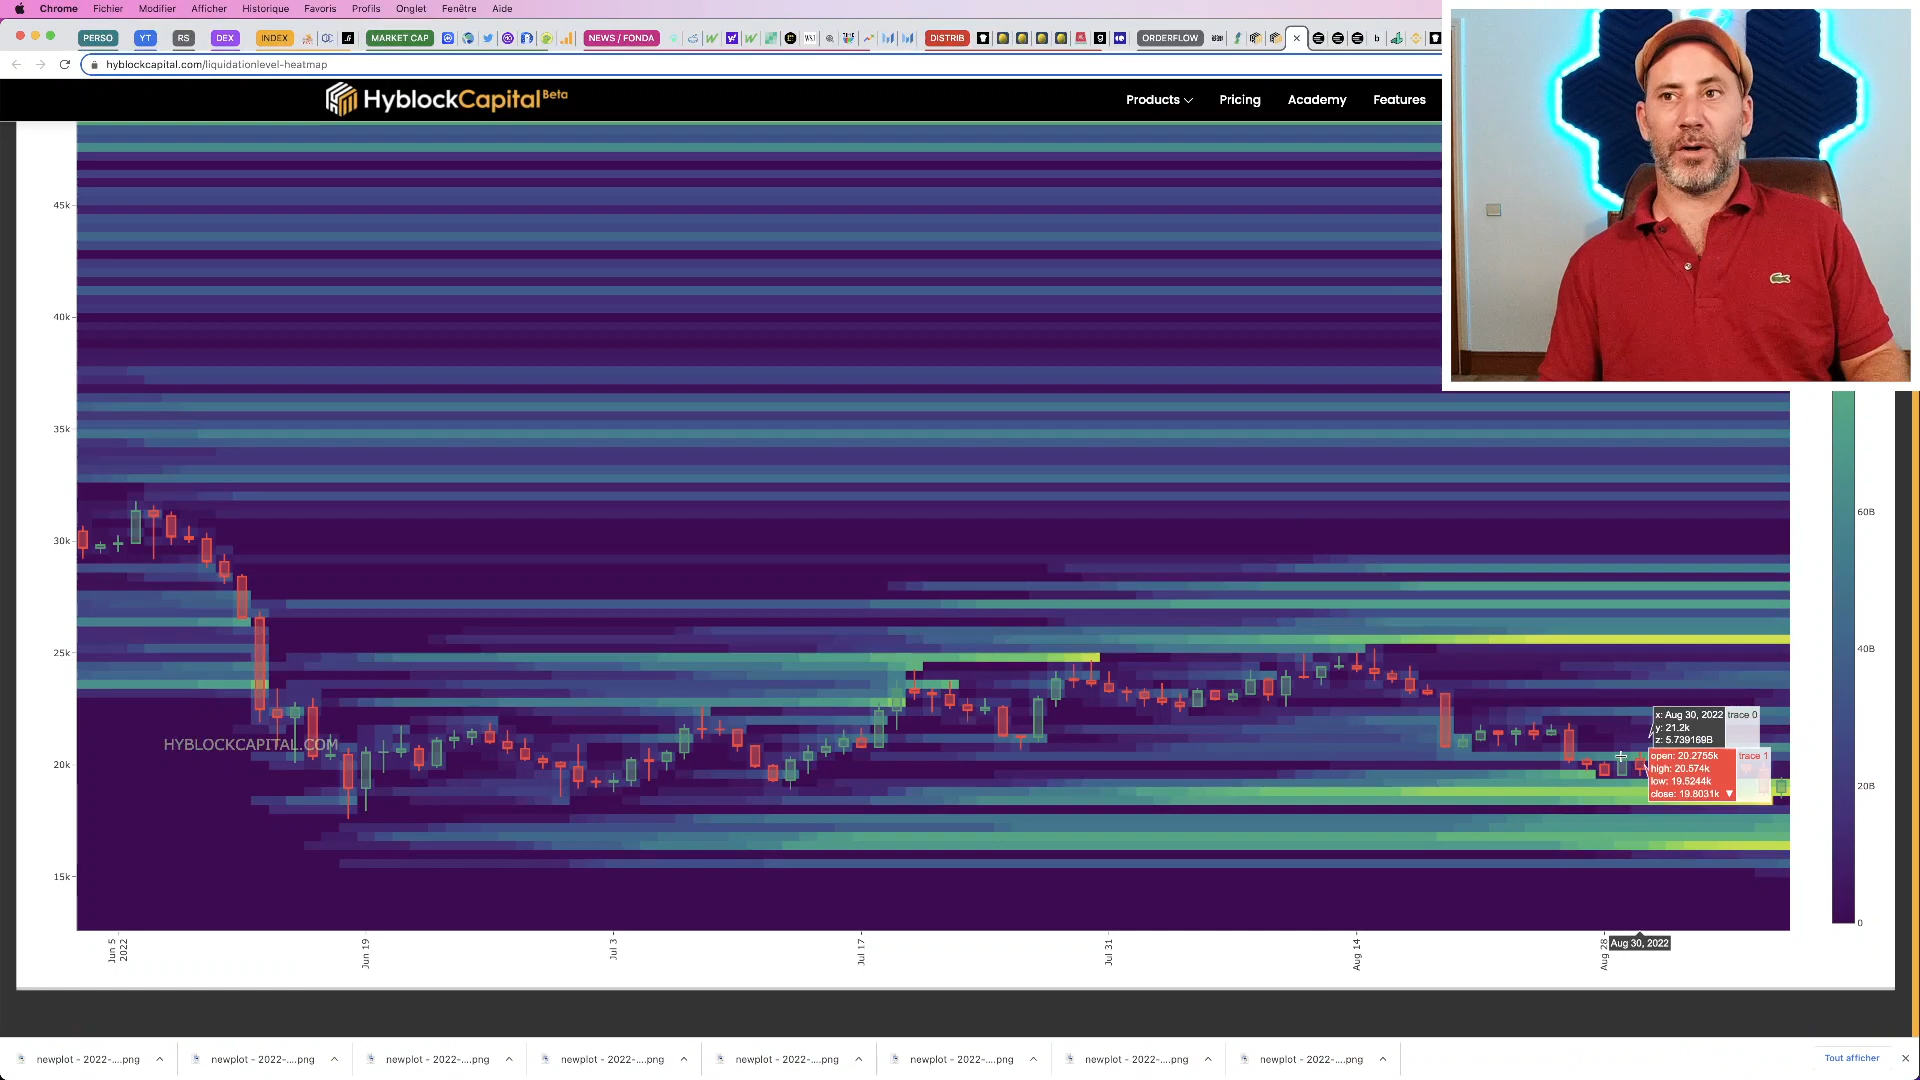 Chrome Fichier Modifier Afficher Historique Favoris Profils Onglet Fenêtre Aide
PERSO YT RS DEX INDEX MARKET CAP NEWS / FONDA DISTRIB ORDERFLOW
hyblockcapital.com/liquidationlevel-heatmap
HyblockCapital Beta
Products Pricing Academy Features
45k
40k
35k
30k
25k
20k
15k
60B
40B
20B
0
HYBLOCKCAPITAL.COM
x: Aug 30, 2022 trace 0
y: 21.2k
z: 5.739169B
open: 20.2755k trace 1
high: 20.574k
low: 19.5244k
close: 19.8031k ▼
Jun 5
2022
Jun 19
Jul 3
Jul 17
Jul 31
Aug 14
Aug 28
Aug 30, 2022
newplot - 2022-....png
newplot - 2022-....png
newplot - 2022-....png
newplot - 2022-....png
newplot - 2022-....png
newplot - 2022-....png
newplot - 2022-....png
newplot - 2022-....png
Tout afficher